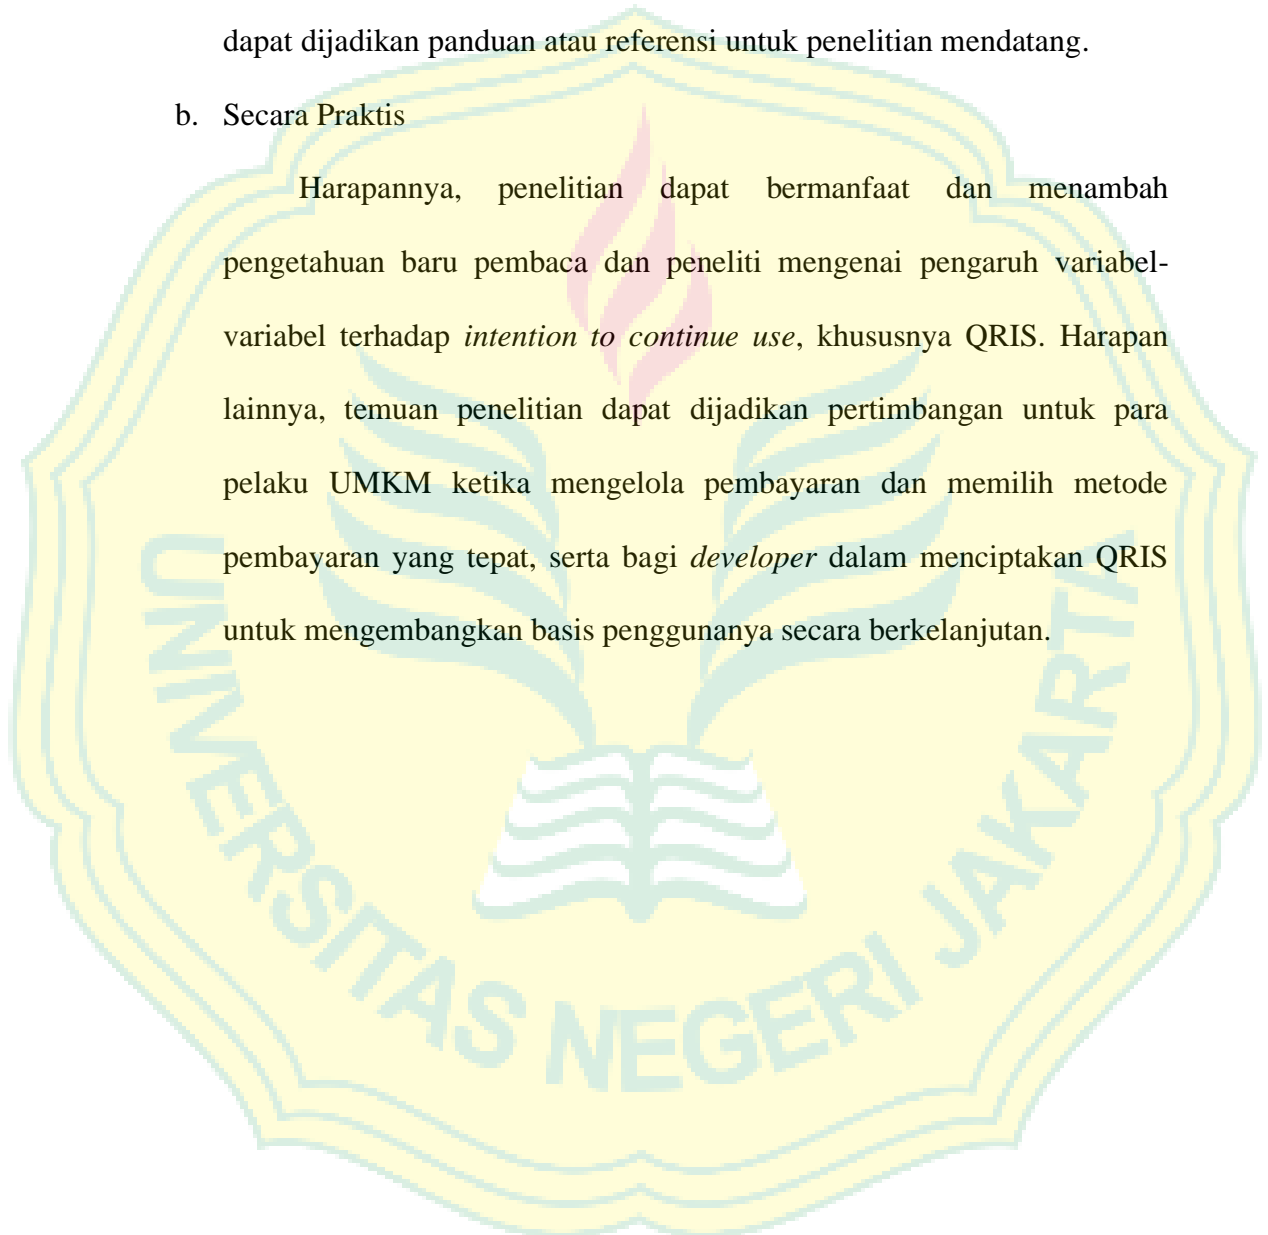 dapat dijadikan panduan atau referensi untuk penelitian mendatang.
b. Secara Praktis
Harapannya, penelitian dapat bermanfaat dan menambah
pengetahuan baru pembaca dan peneliti mengenai pengaruh variabel-
variabel terhadap intention to continue use, khususnya QRIS. Harapan
lainnya, temuan penelitian dapat dijadikan pertimbangan untuk para
pelaku UMKM ketika mengelola pembayaran dan memilih metode
pembayaran yang tepat, serta bagi developer dalam menciptakan QRIS
untuk mengembangkan basis penggunanya secara berkelanjutan.
UNIVERSITAS NEGERI JAKARTA